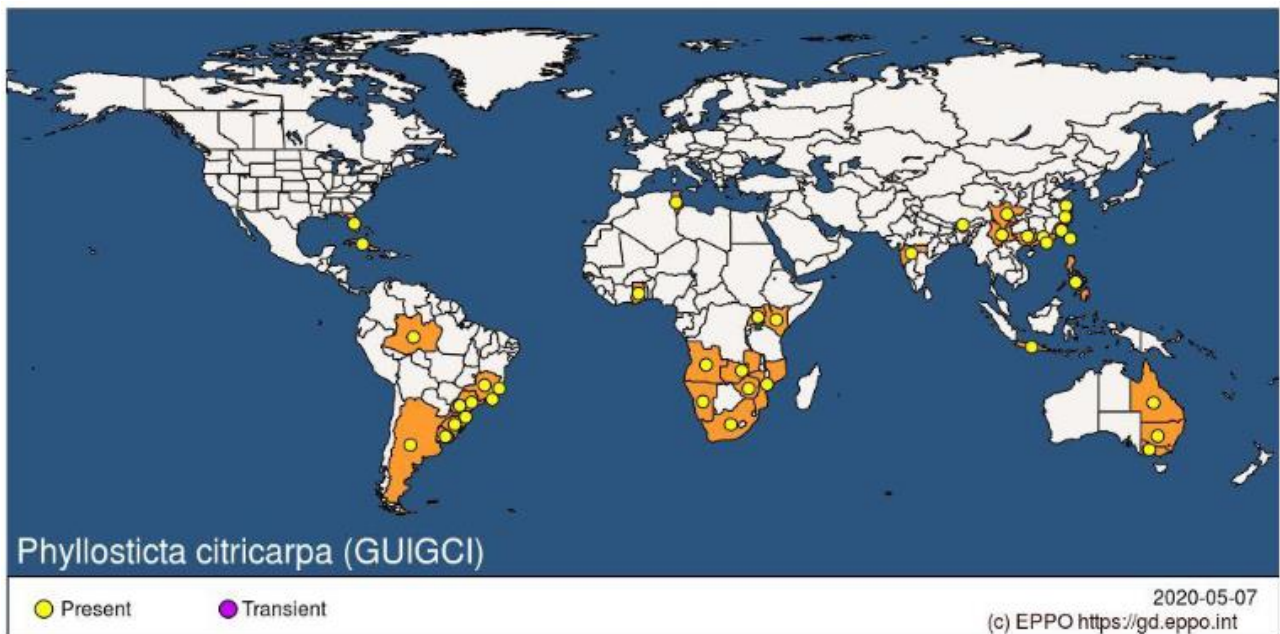 Phyllosticta citricarpa (GUIGCI)
Present
Transient
2020-05-07
(c) EPPO https://gd.eppo.int